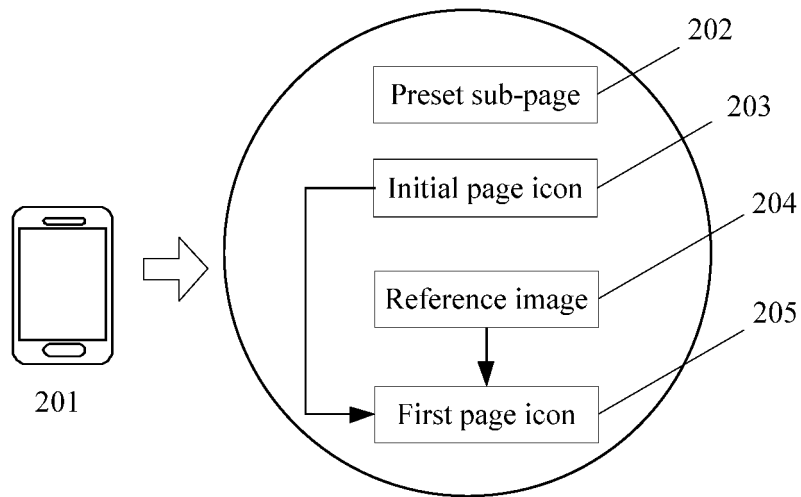 202
Preset sub-page
203
Initial page icon
204
Reference image
205
First page icon
201